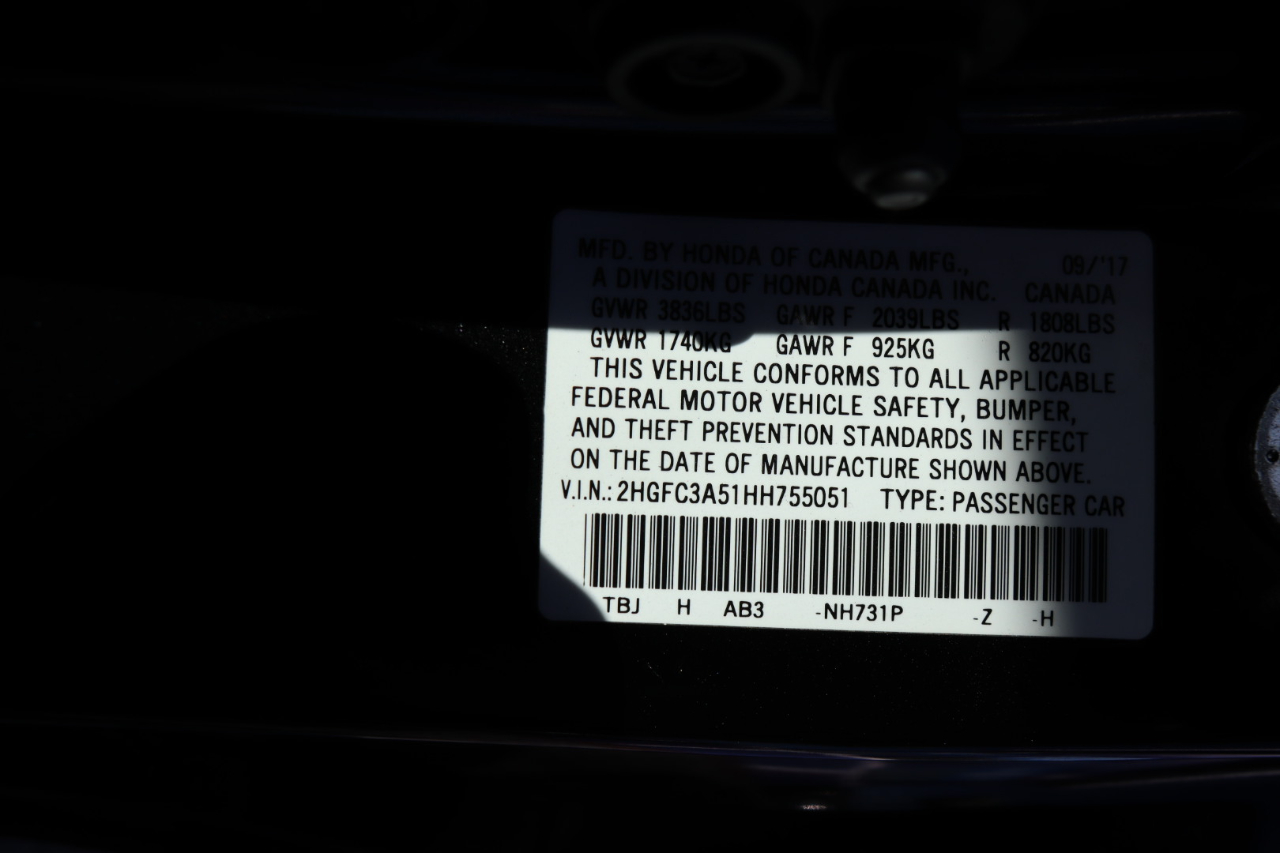 MFD. BY HONDA OF CANADA MFG., 09/'17
A DIVISION OF HONDA CANADA INC. CANADA
GVWR 3836LBS GAWR F 2039LBS R 1808LBS
GVWR 1740KG GAWR F 925KG R 820KG
THIS VEHICLE CONFORMS TO ALL APPLICABLE
FEDERAL MOTOR VEHICLE SAFETY, BUMPER,
AND THEFT PREVENTION STANDARDS IN EFFECT
ON THE DATE OF MANUFACTURE SHOWN ABOVE.
V.I.N.: 2HGFC3A51HH755051 TYPE: PASSENGER CAR
TBJ H AB3 -NH731P -Z -H